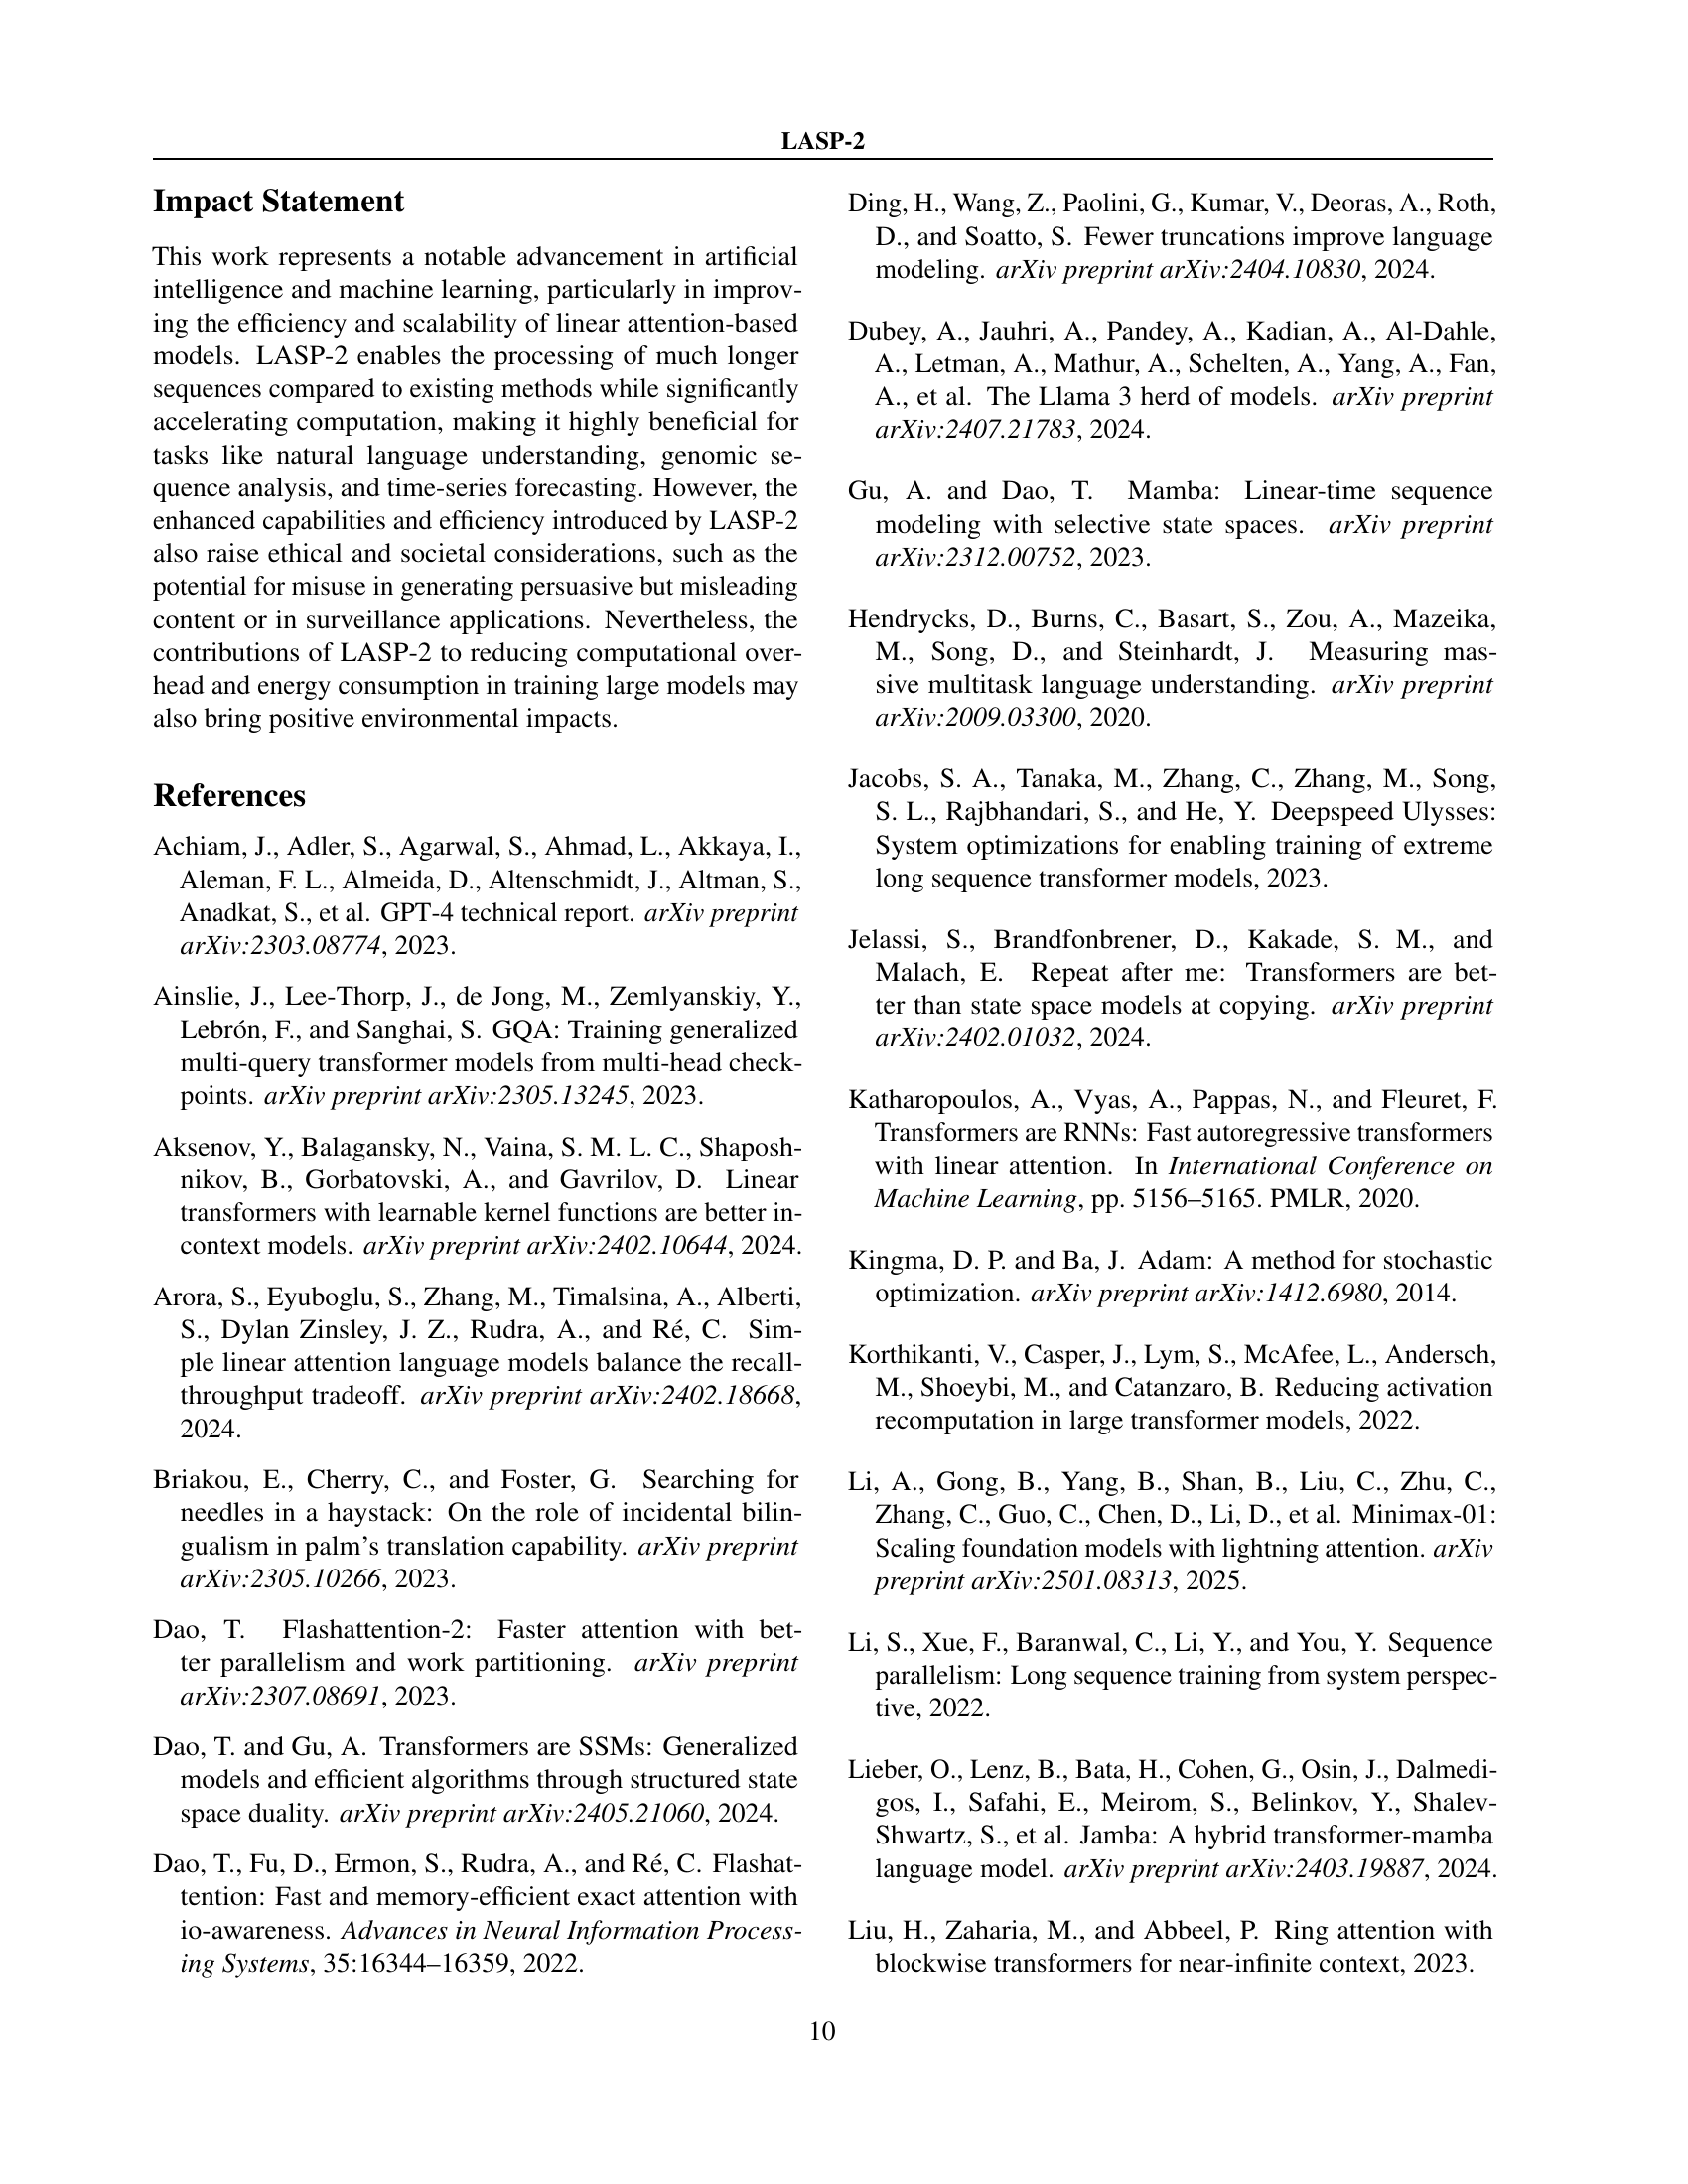 LASP-2
Impact Statement
This work represents a notable advancement in artificial
intelligence and machine learning, particularly in improv-
ing the efficiency and scalability of linear attention-based
models. LASP-2 enables the processing of much longer
sequences compared to existing methods while significantly
accelerating computation, making it highly beneficial for
tasks like natural language understanding, genomic se-
quence analysis, and time-series forecasting. However, the
enhanced capabilities and efficiency introduced by LASP-2
also raise ethical and societal considerations, such as the
potential for misuse in generating persuasive but misleading
content or in surveillance applications. Nevertheless, the
contributions of LASP-2 to reducing computational over-
head and energy consumption in training large models may
also bring positive environmental impacts.
References
Achiam, J., Adler, S., Agarwal, S., Ahmad, L., Akkaya, I.,
Aleman, F. L., Almeida, D., Altenschmidt, J., Altman, S.,
Anadkat, S., et al. GPT-4 technical report. arXiv preprint
arXiv:2303.08774, 2023.
Ainslie, J., Lee-Thorp, J., de Jong, M., Zemlyanskiy, Y.,
Lebrón, F., and Sanghai, S. GQA: Training generalized
multi-query transformer models from multi-head check-
points. arXiv preprint arXiv:2305.13245, 2023.
Aksenov, Y., Balagansky, N., Vaina, S. M. L. C., Shaposh-
nikov, B., Gorbatovski, A., and Gavrilov, D. Linear
transformers with learnable kernel functions are better in-
context models. arXiv preprint arXiv:2402.10644, 2024.
Arora, S., Eyuboglu, S., Zhang, M., Timalsina, A., Alberti,
S., Dylan Zinsley, J. Z., Rudra, A., and Ré, C. Sim-
ple linear attention language models balance the recall-
throughput tradeoff. arXiv preprint arXiv:2402.18668,
2024.
Briakou, E., Cherry, C., and Foster, G. Searching for
needles in a haystack: On the role of incidental bilin-
gualism in palm's translation capability. arXiv preprint
arXiv:2305.10266, 2023.
Dao, T. Flashattention-2: Faster attention with bet-
ter parallelism and work partitioning. arXiv preprint
arXiv:2307.08691, 2023.
Dao, T. and Gu, A. Transformers are SSMs: Generalized
models and efficient algorithms through structured state
space duality. arXiv preprint arXiv:2405.21060, 2024.
Dao, T., Fu, D., Ermon, S., Rudra, A., and Ré, C. Flashat-
tention: Fast and memory-efficient exact attention with
io-awareness. Advances in Neural Information Process-
ing Systems, 35:16344–16359, 2022.
Ding, H., Wang, Z., Paolini, G., Kumar, V., Deoras, A., Roth,
D., and Soatto, S. Fewer truncations improve language
modeling. arXiv preprint arXiv:2404.10830, 2024.
Dubey, A., Jauhri, A., Pandey, A., Kadian, A., Al-Dahle,
A., Letman, A., Mathur, A., Schelten, A., Yang, A., Fan,
A., et al. The Llama 3 herd of models. arXiv preprint
arXiv:2407.21783, 2024.
Gu, A. and Dao, T. Mamba: Linear-time sequence
modeling with selective state spaces. arXiv preprint
arXiv:2312.00752, 2023.
Hendrycks, D., Burns, C., Basart, S., Zou, A., Mazeika,
M., Song, D., and Steinhardt, J. Measuring mas-
sive multitask language understanding. arXiv preprint
arXiv:2009.03300, 2020.
Jacobs, S. A., Tanaka, M., Zhang, C., Zhang, M., Song,
S. L., Rajbhandari, S., and He, Y. Deepspeed Ulysses:
System optimizations for enabling training of extreme
long sequence transformer models, 2023.
Jelassi, S., Brandfonbrener, D., Kakade, S. M., and
Malach, E. Repeat after me: Transformers are bet-
ter than state space models at copying. arXiv preprint
arXiv:2402.01032, 2024.
Katharopoulos, A., Vyas, A., Pappas, N., and Fleuret, F.
Transformers are RNNs: Fast autoregressive transformers
with linear attention. In International Conference on
Machine Learning, pp. 5156–5165. PMLR, 2020.
Kingma, D. P. and Ba, J. Adam: A method for stochastic
optimization. arXiv preprint arXiv:1412.6980, 2014.
Korthikanti, V., Casper, J., Lym, S., McAfee, L., Andersch,
M., Shoeybi, M., and Catanzaro, B. Reducing activation
recomputation in large transformer models, 2022.
Li, A., Gong, B., Yang, B., Shan, B., Liu, C., Zhu, C.,
Zhang, C., Guo, C., Chen, D., Li, D., et al. Minimax-01:
Scaling foundation models with lightning attention. arXiv
preprint arXiv:2501.08313, 2025.
Li, S., Xue, F., Baranwal, C., Li, Y., and You, Y. Sequence
parallelism: Long sequence training from system perspec-
tive, 2022.
Lieber, O., Lenz, B., Bata, H., Cohen, G., Osin, J., Dalmedi-
gos, I., Safahi, E., Meirom, S., Belinkov, Y., Shalev-
Shwartz, S., et al. Jamba: A hybrid transformer-mamba
language model. arXiv preprint arXiv:2403.19887, 2024.
Liu, H., Zaharia, M., and Abbeel, P. Ring attention with
blockwise transformers for near-infinite context, 2023.
10